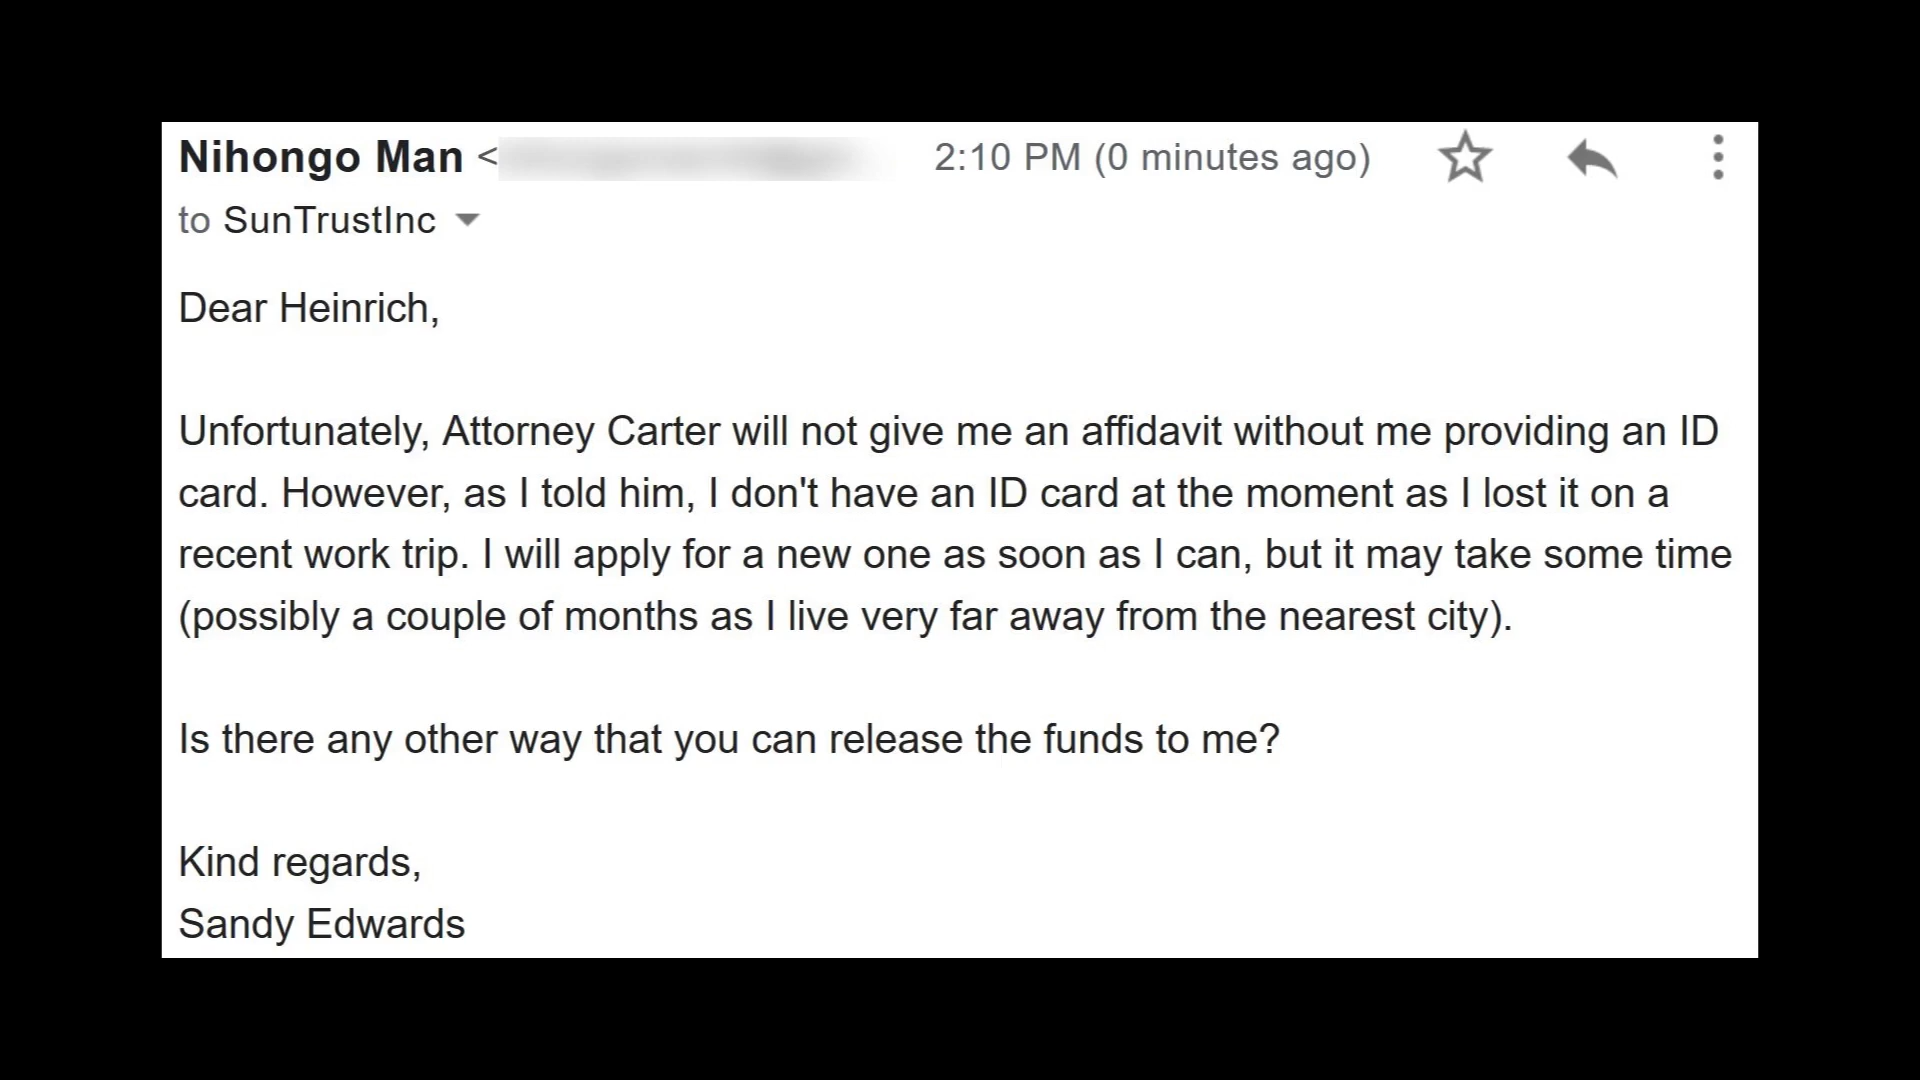 Nihongo Man <
2:10 PM (0 minutes ago)
to SunTrustInc
Dear Heinrich,
Unfortunately, Attorney Carter will not give me an affidavit without me providing an ID
card. However, as I told him, I don't have an ID card at the moment as I lost it on a
recent work trip. I will apply for a new one as soon as I can, but it may take some time
(possibly a couple of months as I live very far away from the nearest city).
Is there any other way that you can release the funds to me?
Kind regards,
Sandy Edwards